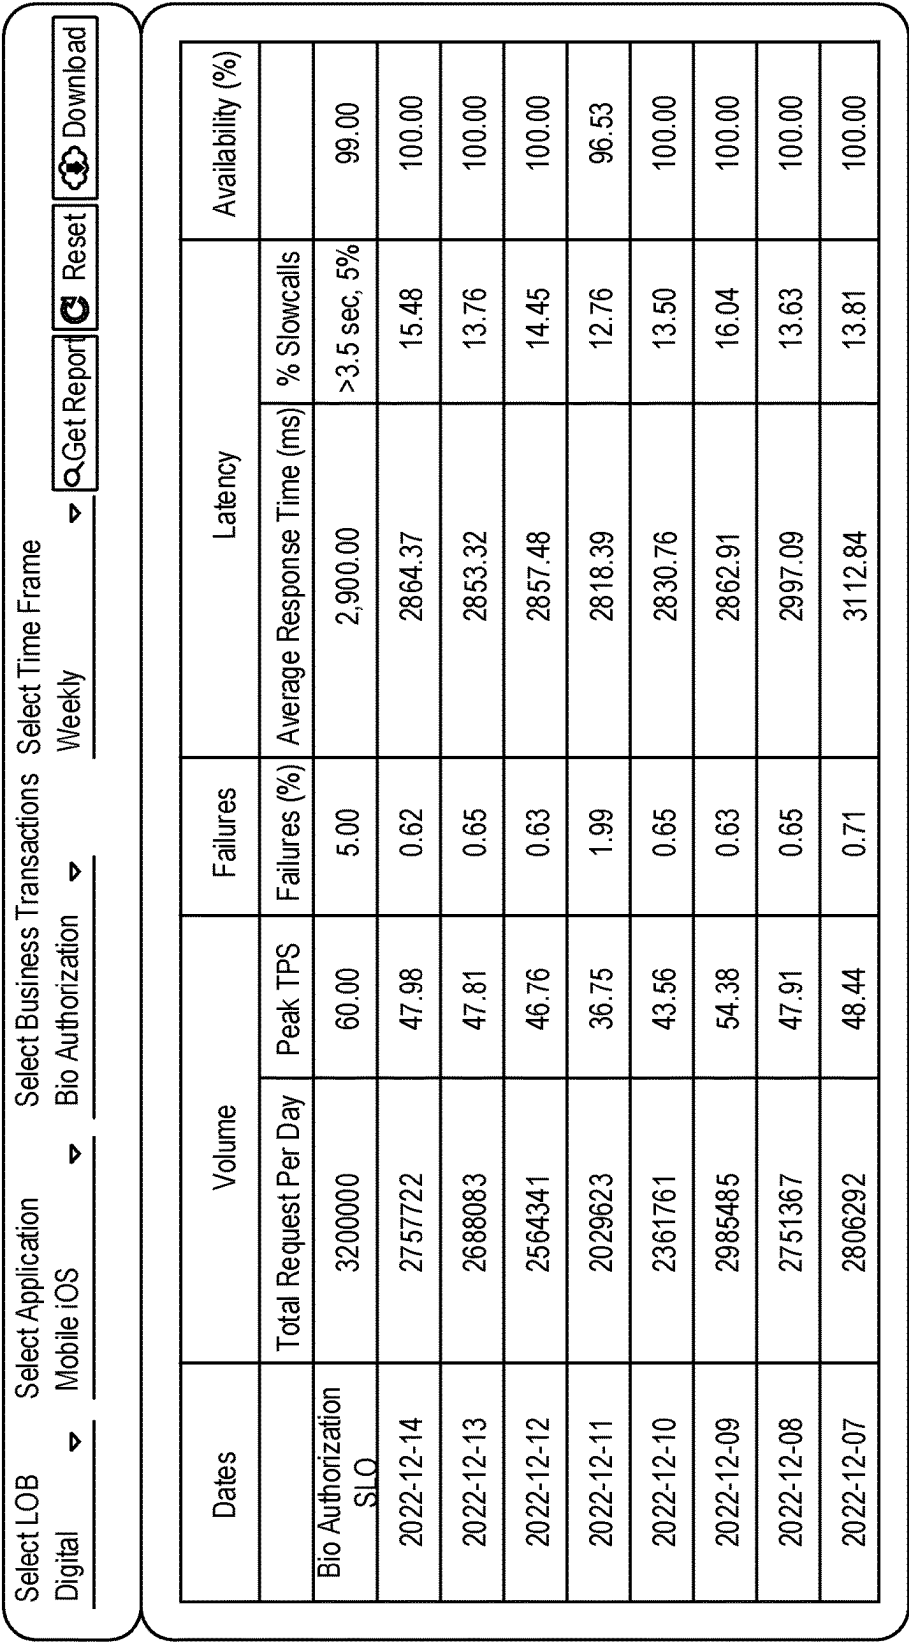 Select LOB Select Application Select Business Transactions Select Time Frame
Digital Mobile iOS Bio Authorization Weekly Get Report Reset Download
Dates Volume Failures Latency Availability (%)
Total Request Per Day Peak TPS Failures (%) Average Response Time (ms) % Slowcalls
Bio Authorization SLO 3200000 60.00 5.00 2,900.00 >3.5 sec, 5% 99.00
2022-12-14 2757722 47.98 0.62 2864.37 15.48 100.00
2022-12-13 2688083 47.81 0.65 2853.32 13.76 100.00
2022-12-12 2564341 46.76 0.63 2857.48 14.45 100.00
2022-12-11 2029623 36.75 1.99 2818.39 12.76 96.53
2022-12-10 2361761 43.56 0.65 2830.76 13.50 100.00
2022-12-09 2985485 54.38 0.63 2862.91 16.04 100.00
2022-12-08 2751367 47.91 0.65 2997.09 13.63 100.00
2022-12-07 2806292 48.44 0.71 3112.84 13.81 100.00